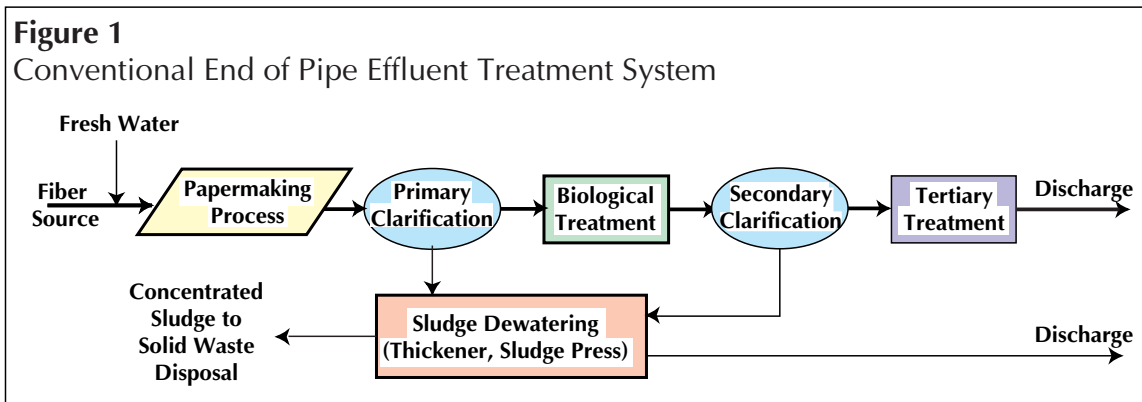 Figure 1
Conventional End of Pipe Effluent Treatment System
Fresh Water
Fiber
Source
Papermaking
Process
Primary
Clarification
Biological
Treatment
Secondary
Clarification
Tertiary
Treatment
Discharge
Concentrated
Sludge to
Solid Waste
Disposal
Sludge Dewatering
(Thickener, Sludge Press)
Discharge